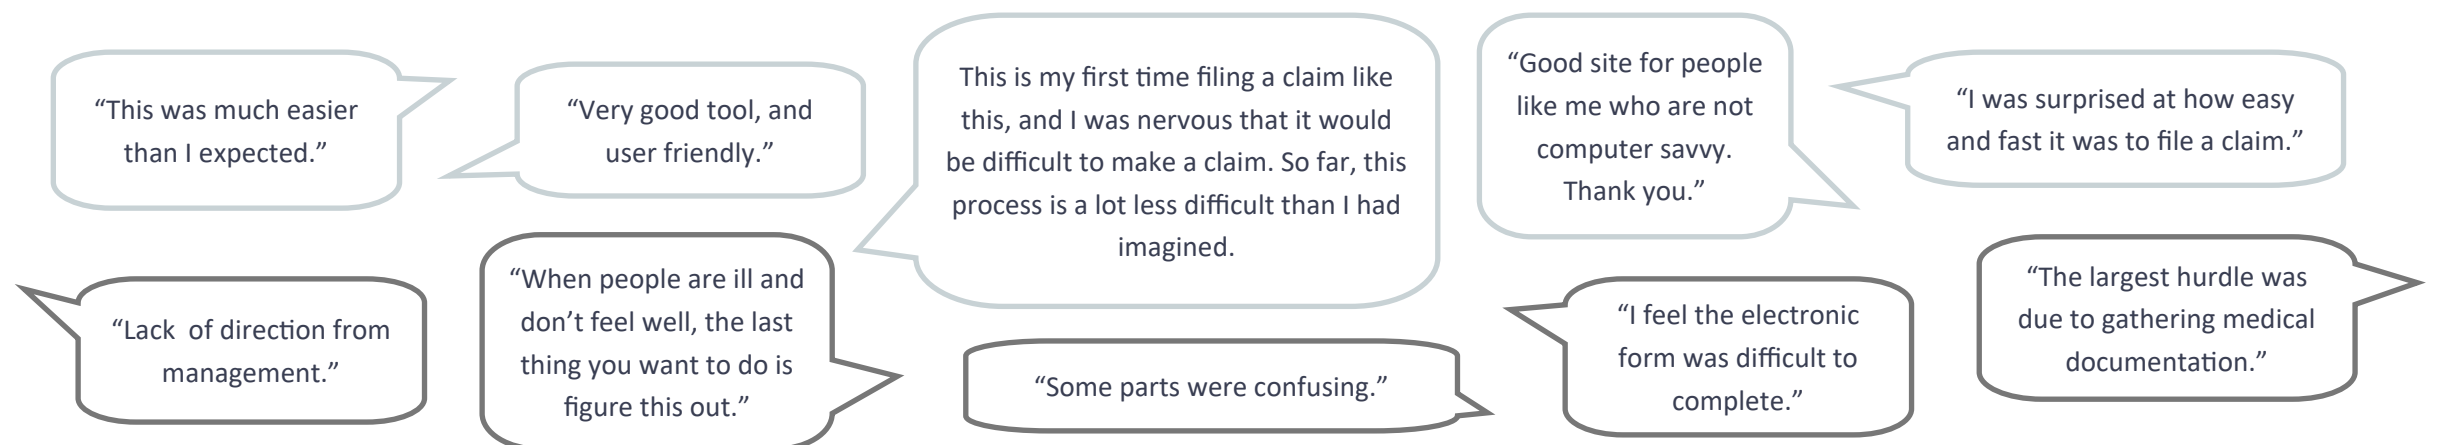 “This was much easier
than I expected.”
“Very good tool, and
user friendly.”
This is my first time filing a claim like
this, and I was nervous that it would
be difficult to make a claim. So far, this
process is a lot less difficult than I had
imagined.
“Good site for people
like me who are not
computer savvy.
Thank you.”
“I was surprised at how easy
and fast it was to file a claim.”
“Lack  of direction from
management.”
“When people are ill and
don’t feel well, the last
thing you want to do is
figure this out.”
“Some parts were confusing.”
“I feel the electronic
form was difficult to
complete.”
“The largest hurdle was
due to gathering medical
documentation.”